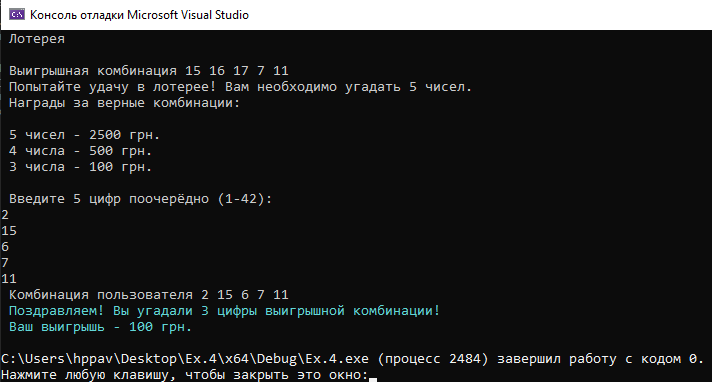 Консоль отладки Microsoft Visual Studio
Лотерея
Выигрышная комбинация 15 16 17 7 11
Попытайте удачу в лотерее! Вам необходимо угадать 5 чисел.
Награды за верные комбинации:
5 чисел - 2500 грн.
4 числа - 500 грн.
3 числа - 100 грн.
Введите 5 цифр поочерёдно (1-42):
2
15
6
7
11
Комбинация пользователя 2 15 6 7 11
Поздравляем! Вы угадали 3 цифры выигрышной комбинации!
Ваш выигрышь - 100 грн.
C:\Users\hppav\Desktop\Ex.4\x64\Debug\Ex.4.exe (процесс 2484) завершил работу с кодом 0.
Нажмите любую клавишу, чтобы закрыть это окно: